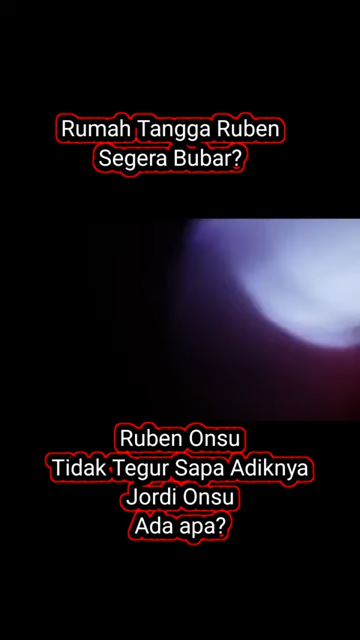 Rumah Tangga Ruben
Segera Bubar?
Ruben Onsu
Tidak Tegur Sapa Adiknya
Jordi Onsu
Ada apa?